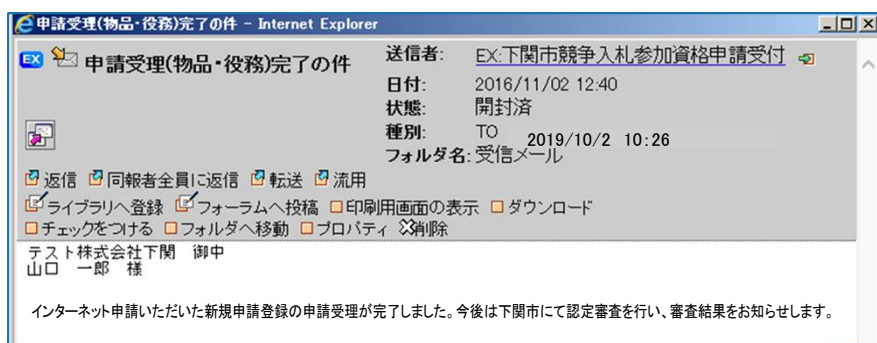 申請受理(物品・役務)完了の件 - Internet Explorer
EX 申請受理(物品・役務)完了の件
送信者: EX:下関市競争入札参加資格申請受付
日付: 2016/11/02 12:40
状態: 開封済
種別: TO
2019/10/2 10:26
フォルダ名: 受信メール
返信 同報者全員に返信 転送 流用
ライブラリへ登録 フォーラムへ投稿 印刷用画面の表示 ダウンロード
チェックをつける フォルダへ移動 プロパティ 削除
テスト株式会社下関 御中
山口 一郎 様
インターネット申請いただいた新規申請登録の申請受理が完了しました。今後は下関市にて認定審査を行い、審査結果をお知らせします。